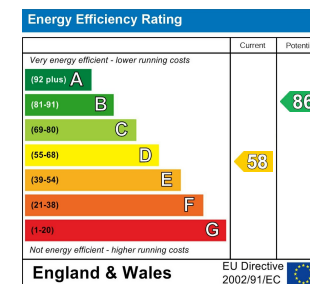 Energy Efficiency Rating
Current
Very energy efficient - lower running costs
(92 plus) A
(81-91) B
86
(69-80) C
(55-68) D
58
(39-54) E
(21-38) F
(1-20) G
Not energy efficient - higher running costs
England & Wales
EU Directive
2002/91/EC